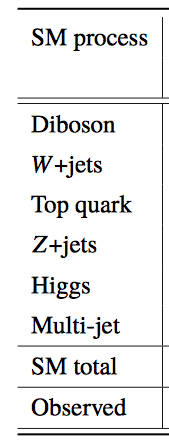 SM process
Diboson
W+jets
Top quark
Z+jets
Higgs
Multi-jet
SM total
Observed